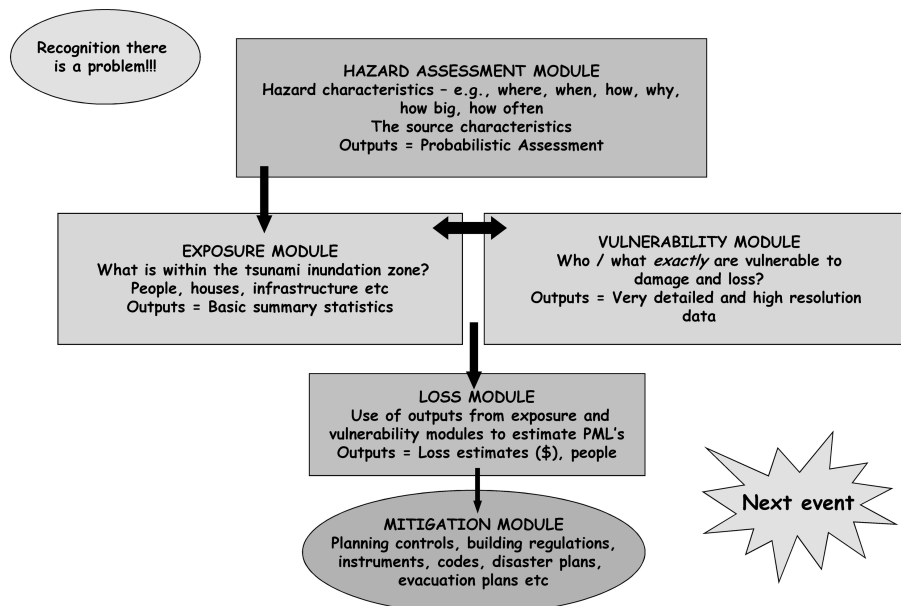 Recognition there
is a problem!!!
HAZARD ASSESSMENT MODULE
Hazard characteristics – e.g., where, when, how, why,
how big, how often
The source characteristics
Outputs = Probabilistic Assessment
EXPOSURE MODULE
What is within the tsunami inundation zone?
People, houses, infrastructure etc
Outputs = Basic summary statistics
VULNERABILITY MODULE
Who / what exactly are vulnerable to
damage and loss?
Outputs = Very detailed and high resolution
data
LOSS MODULE
Use of outputs from exposure and
vulnerability modules to estimate PML's
Outputs = Loss estimates ($), people
Next event
MITIGATION MODULE
Planning controls, building regulations,
instruments, codes, disaster plans,
evacuation plans etc